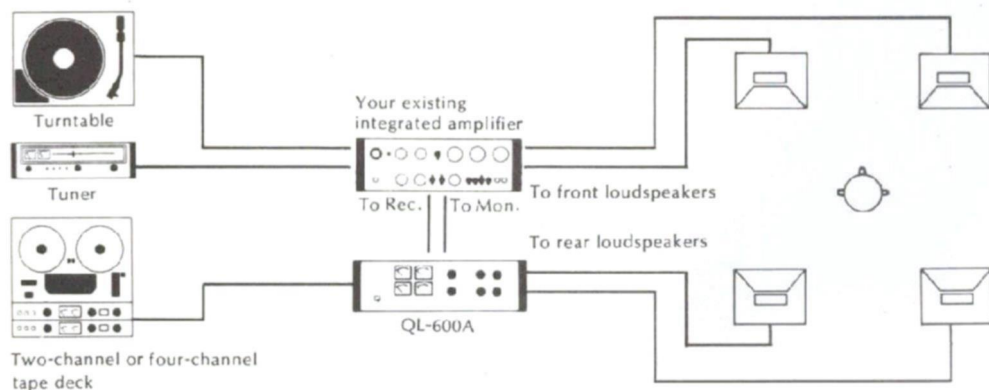 Turntable
Your existing
integrated amplifier
Tuner
To Rec.
To Mon.
To front loudspeakers
To rear loudspeakers
QL-600A
Two-channel or four-channel
tape deck